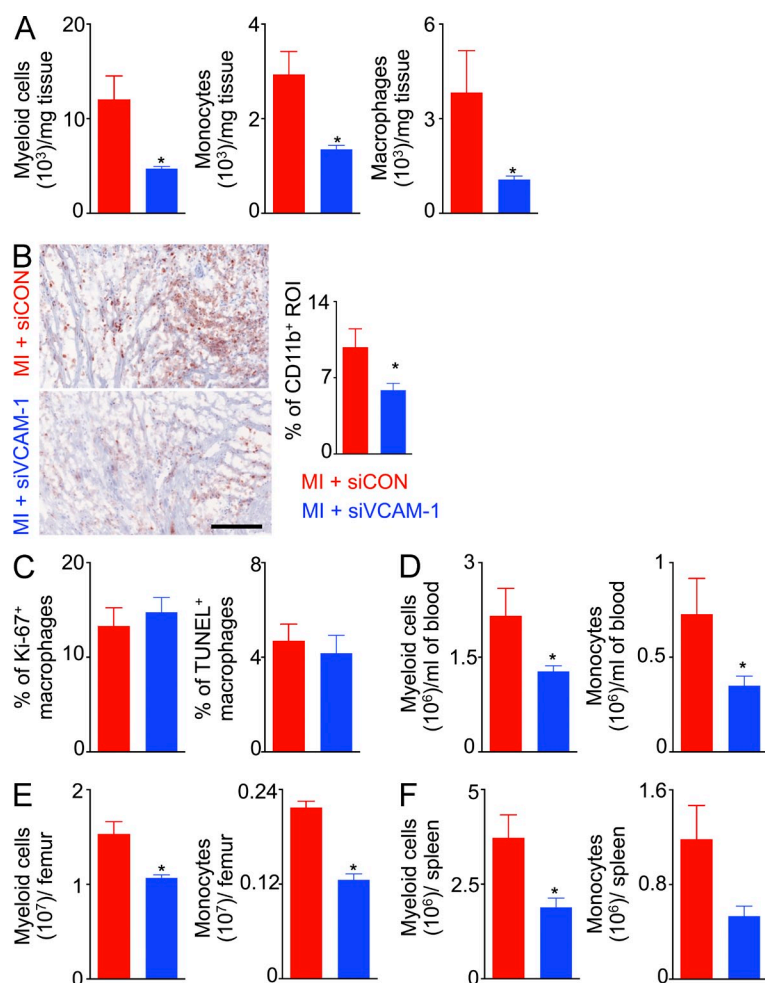 A
Myeloid cells
(10³)/mg tissue
20
10
0
*
Monocytes
(10³)/mg tissue
4
2
0
*
Macrophages
(10³)/mg tissue
6
3
0
*
B
MI + siCON
MI + siVCAM-1
% of CD11b⁺ ROI
14
7
0
*
MI + siCON
MI + siVCAM-1
C
% of Ki-67⁺
macrophages
20
10
0
% of TUNEL⁺
macrophages
8
4
0
D
Myeloid cells
(10⁶)/ml of blood
3
1.5
0
*
Monocytes
(10⁶)/ml of blood
1
0.5
0
*
E
Myeloid cells
(10⁷)/ femur
2
1
0
*
Monocytes
(10⁷)/ femur
0.24
0.12
0
*
F
Myeloid cells
(10⁶)/ spleen
5
2.5
0
*
Monocytes
(10⁶)/ spleen
1.6
0.8
0